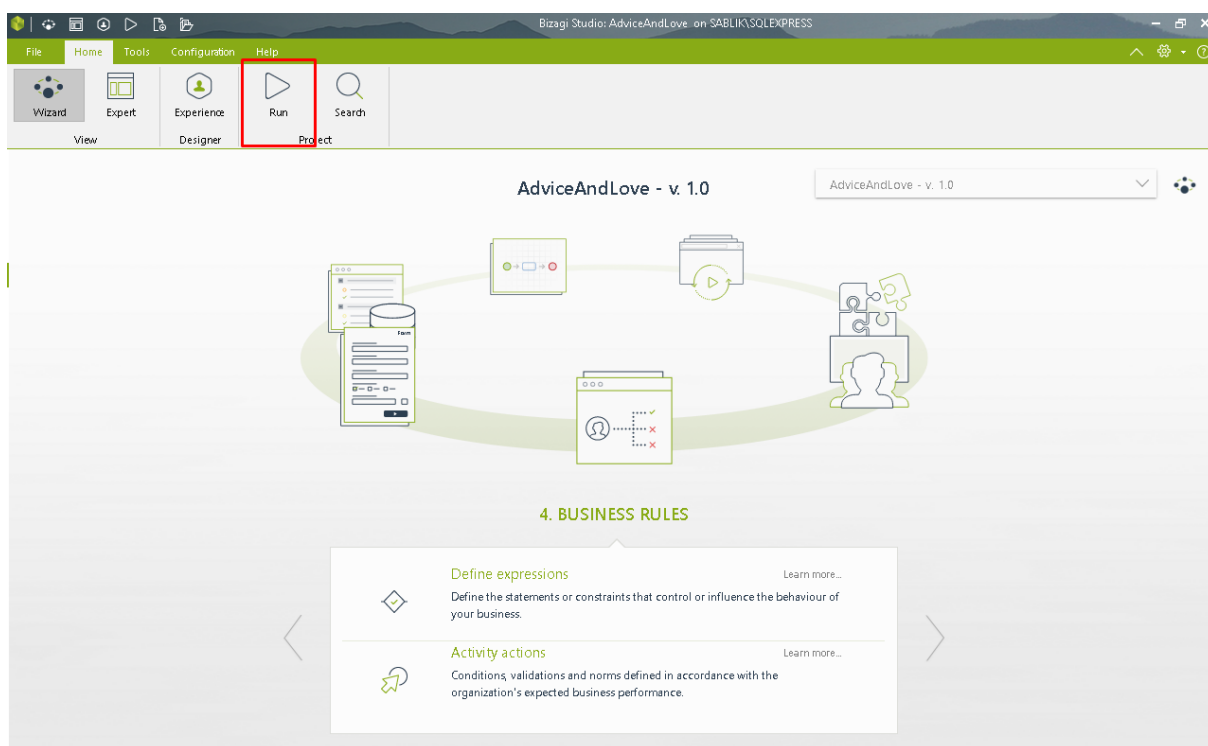 Bizagi Studio: AdviceAndLove on SABLIK\SQLEXPRESS
File Home Tools Configuration Help
Wizard Expert Experience Run Search
View Designer Project
AdviceAndLove - v. 1.0
AdviceAndLove - v. 1.0
Form
4. BUSINESS RULES
Define expressions Learn more...
Define the statements or constraints that control or influence the behaviour of
your business.
Activity actions Learn more...
Conditions, validations and norms defined in accordance with the
organization's expected business performance.